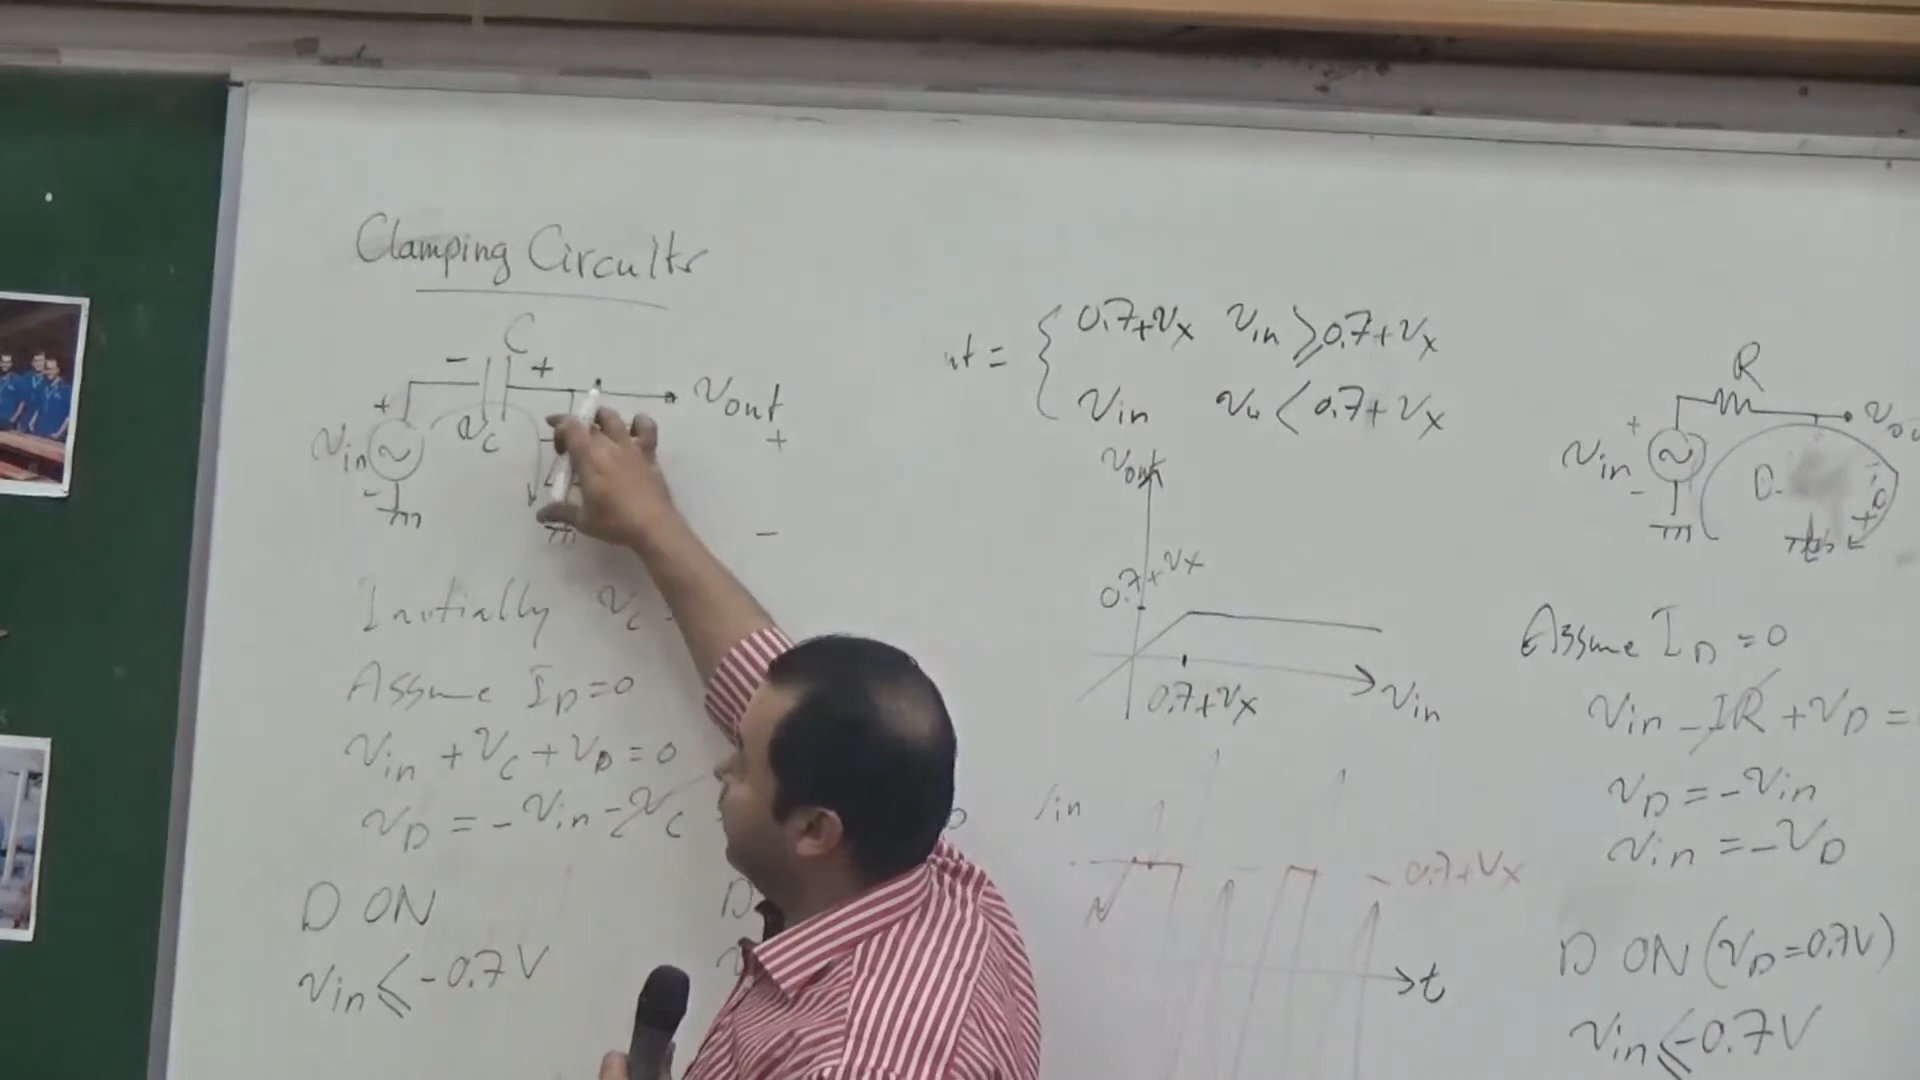 Clamping Circuits
C
- +
+
Vin
Vc
Vout
+
-
-
Initially Vc
Assume ID=0
Vin + Vc + VD = 0
VD = -Vin - Vc
D ON
Vin ≤ -0.7V
D
ut = { 0.7+Vx Vin ≥ 0.7+Vx
Vin Vin < 0.7+Vx
Vout
0.7+Vx
0.7+Vx
Vin
Vin
0.7+Vx
t
R
+
Vin
-
D
Assume ID=0
Vin - IR + VD =
VD = -Vin
Vin = -VD
D ON (VD=0.7V)
Vin ≤ -0.7V